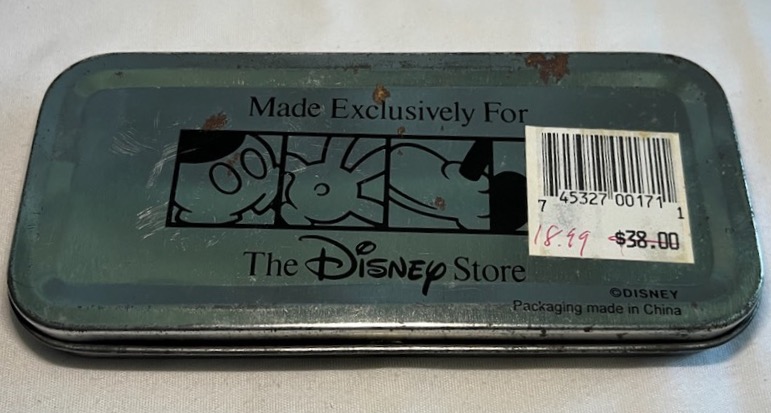 Made Exclusively For
7 45327 00171 1
18.99 $38.00
The Disney Store
©DISNEY
Packaging made in China